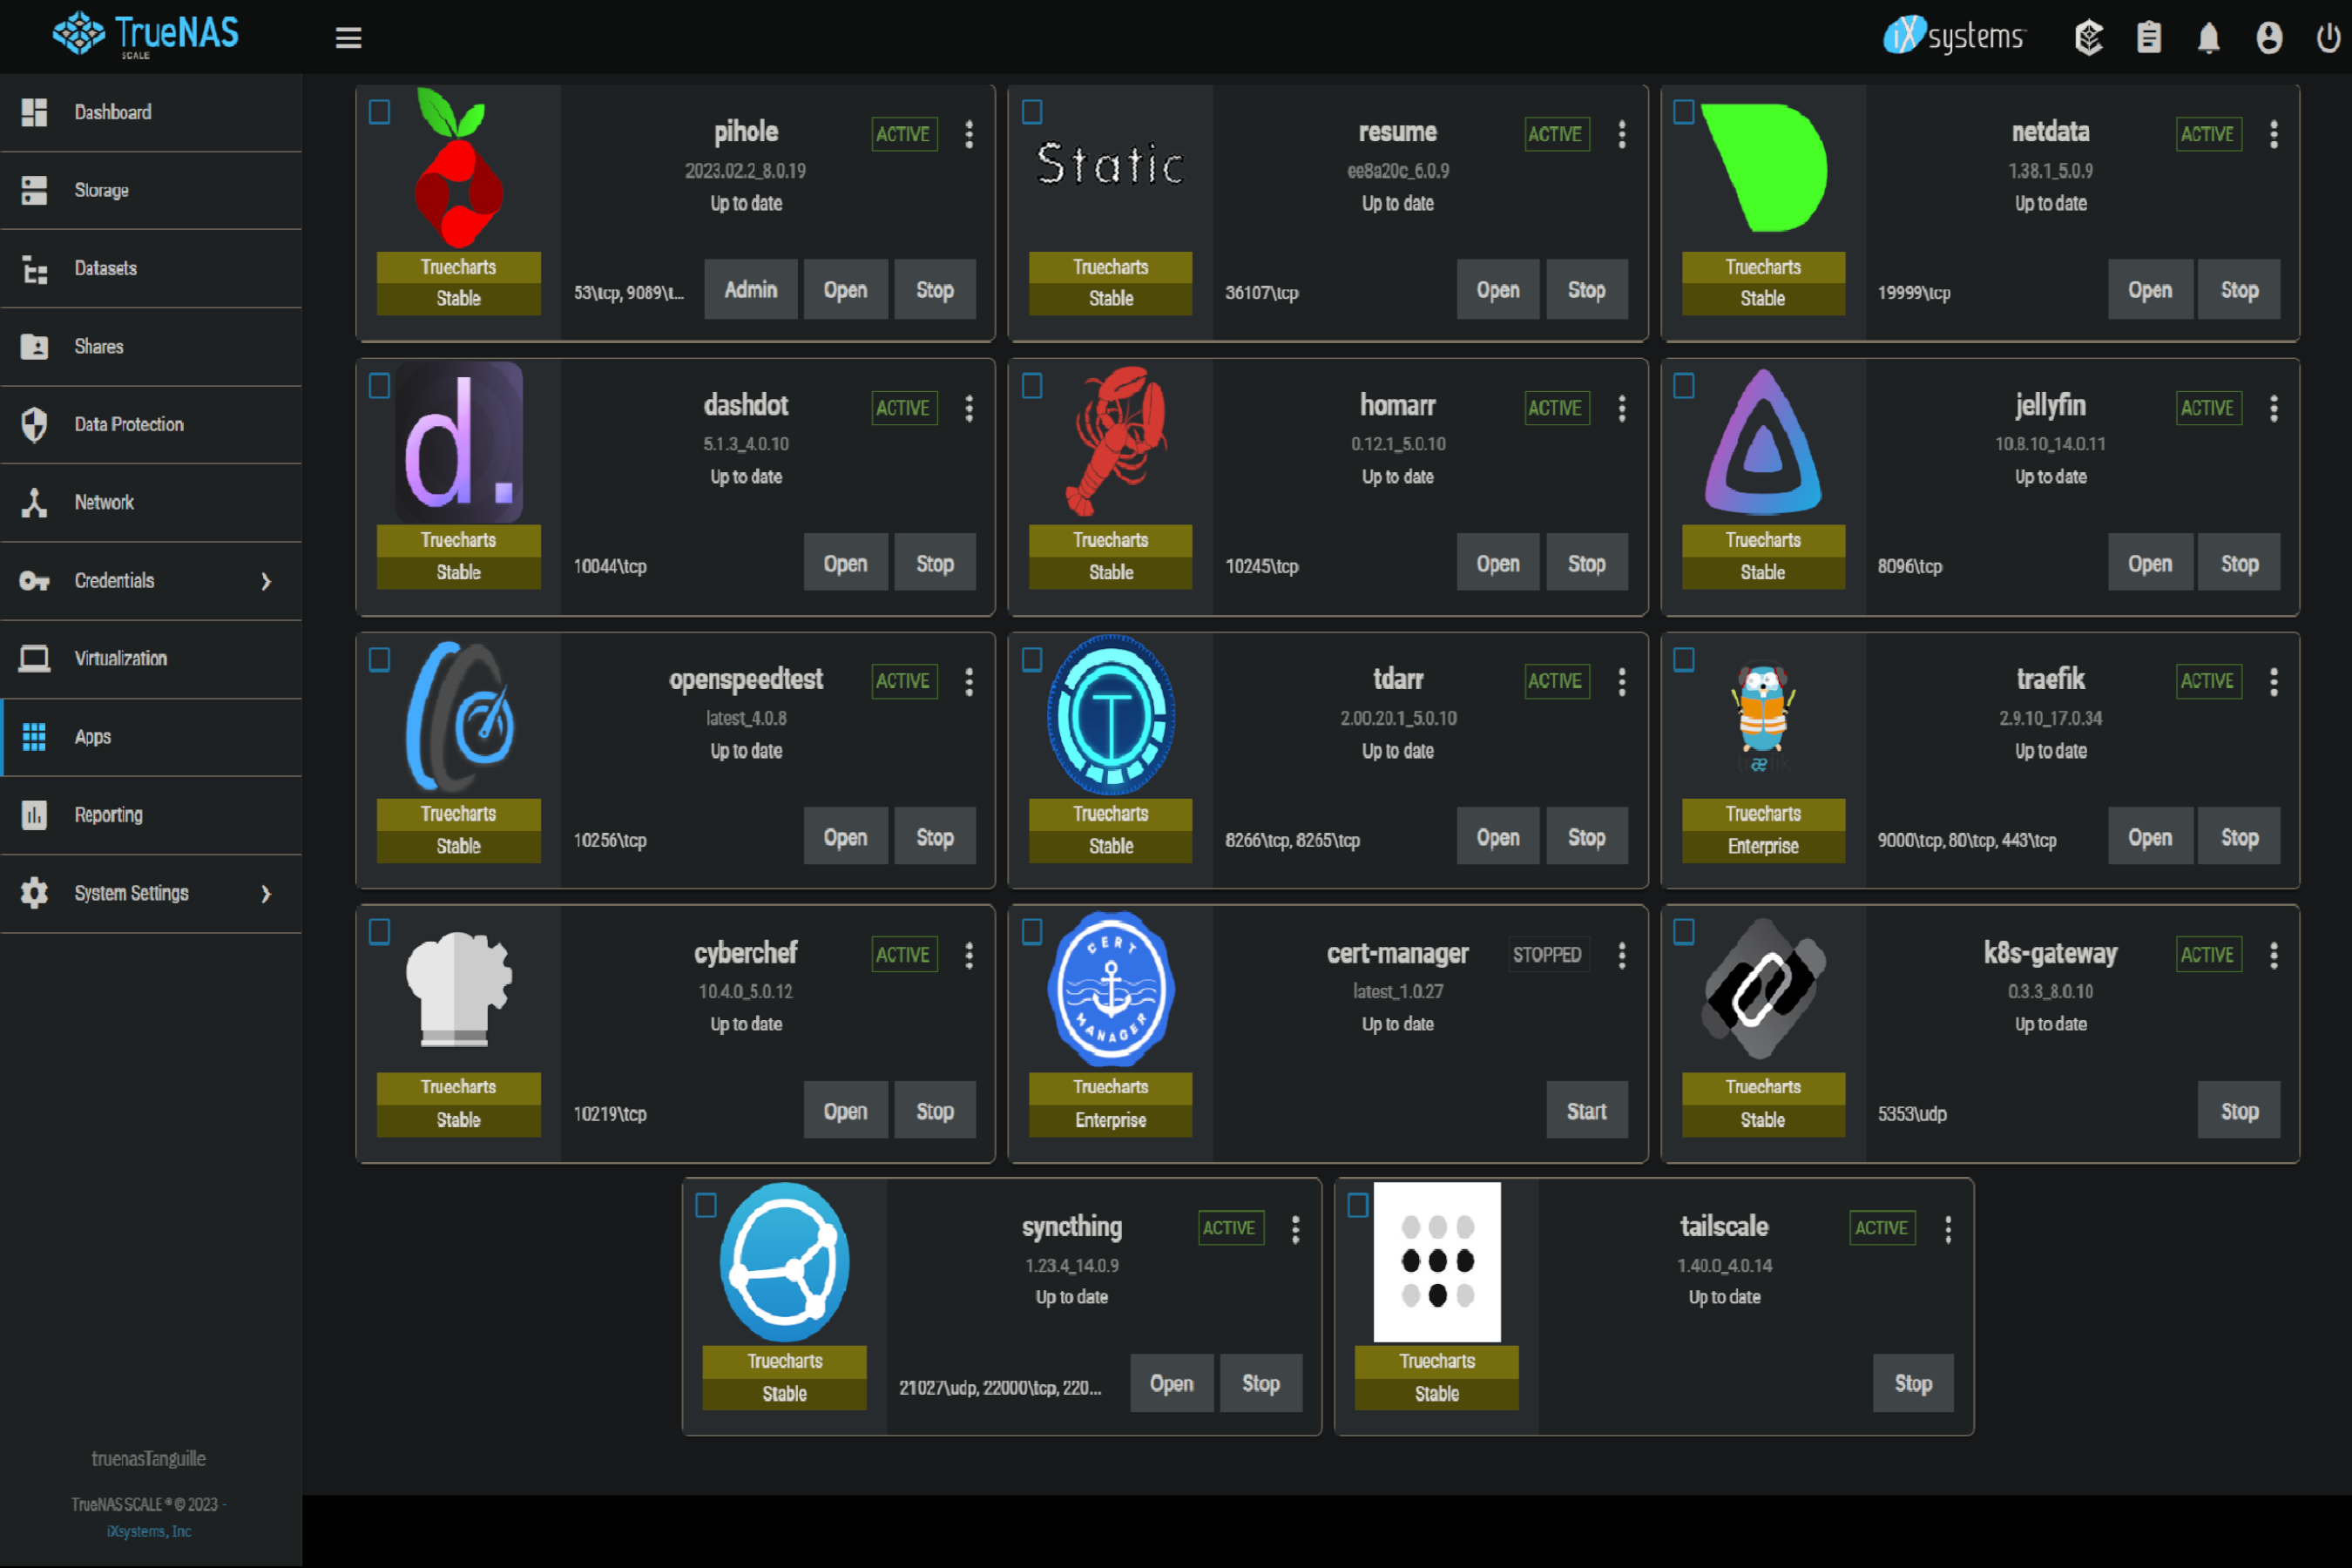 TrueNAS
SCALE
iXsystems
Dashboard
Storage
Datasets
Shares
Data Protection
Network
Credentials
Virtualization
Apps
Reporting
System Settings
truenasTanguille
TrueNAS SCALE ® © 2023 -
iXsystems, Inc
pihole
ACTIVE
2023.02.2_8.0.19
Up to date
Truecharts
Stable
53\tcp, 9089\t...
Admin
Open
Stop
Static
resume
ACTIVE
ee8a20c_6.0.9
Up to date
Truecharts
Stable
36107\tcp
Open
Stop
netdata
ACTIVE
1.38.1_5.0.9
Up to date
Truecharts
Stable
19999\tcp
Open
Stop
d.
dashdot
ACTIVE
5.1.3_4.0.10
Up to date
Truecharts
Stable
10044\tcp
Open
Stop
homarr
ACTIVE
0.12.1_5.0.10
Up to date
Truecharts
Stable
10245\tcp
Open
Stop
jellyfin
ACTIVE
10.8.10_14.0.11
Up to date
Truecharts
Stable
8096\tcp
Open
Stop
openspeedtest
ACTIVE
latest_4.0.8
Up to date
Truecharts
Stable
10256\tcp
Open
Stop
T
tdarr
ACTIVE
2.00.20.1_5.0.10
Up to date
Truecharts
Stable
8266\tcp, 8265\tcp
Open
Stop
træfik
traefik
ACTIVE
2.9.10_17.0.34
Up to date
Truecharts
Enterprise
9000\tcp, 80\tcp, 443\tcp
Open
Stop
cyberchef
ACTIVE
10.4.0_5.0.12
Up to date
Truecharts
Stable
10219\tcp
Open
Stop
CERT
MANAGER
cert-manager
STOPPED
latest_1.0.27
Up to date
Truecharts
Enterprise
Start
k8s-gateway
ACTIVE
0.3.3_8.0.10
Up to date
Truecharts
Stable
5353\udp
Stop
syncthing
ACTIVE
1.23.4_14.0.9
Up to date
Truecharts
Stable
21027\udp, 22000\tcp, 220...
Open
Stop
tailscale
ACTIVE
1.40.0_4.0.14
Up to date
Truecharts
Stable
Stop